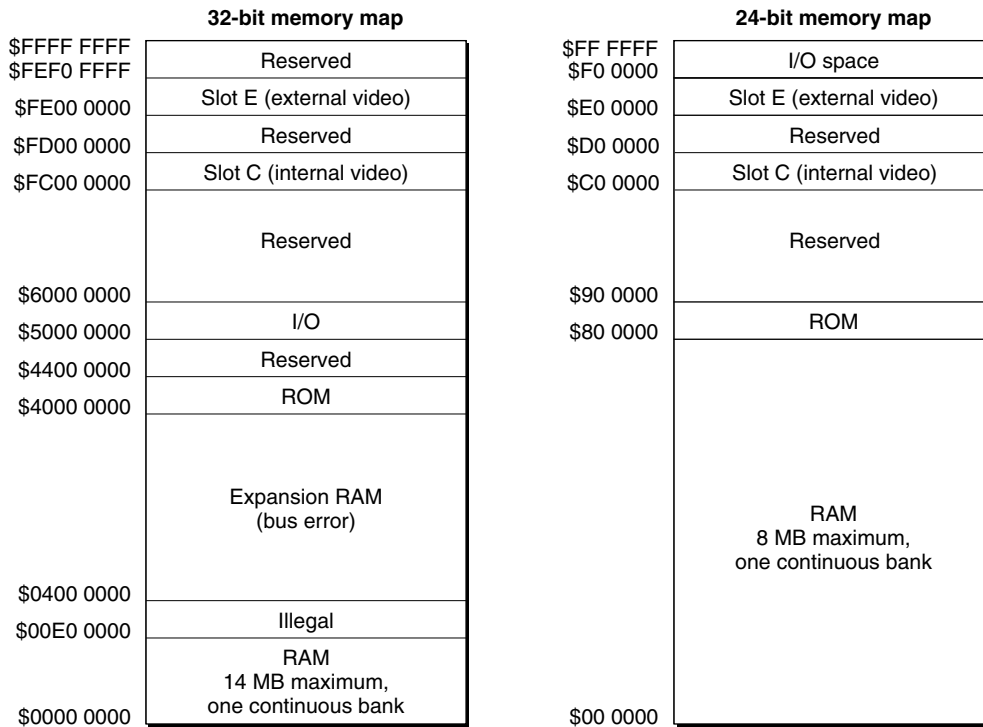 32-bit memory map
$FFFF FFFF
$FEF0 FFFF
Reserved
Slot E (external video)
$FE00 0000
Reserved
$FD00 0000
Slot C (internal video)
$FC00 0000
Reserved
$6000 0000
I/O
$5000 0000
Reserved
$4400 0000
ROM
$4000 0000
Expansion RAM
(bus error)
$0400 0000
Illegal
$00E0 0000
RAM
14 MB maximum,
one continuous bank
$0000 0000
24-bit memory map
$FF FFFF
I/O space
$F0 0000
Slot E (external video)
$E0 0000
Reserved
$D0 0000
Slot C (internal video)
$C0 0000
Reserved
$90 0000
ROM
$80 0000
RAM
8 MB maximum,
one continuous bank
$00 0000